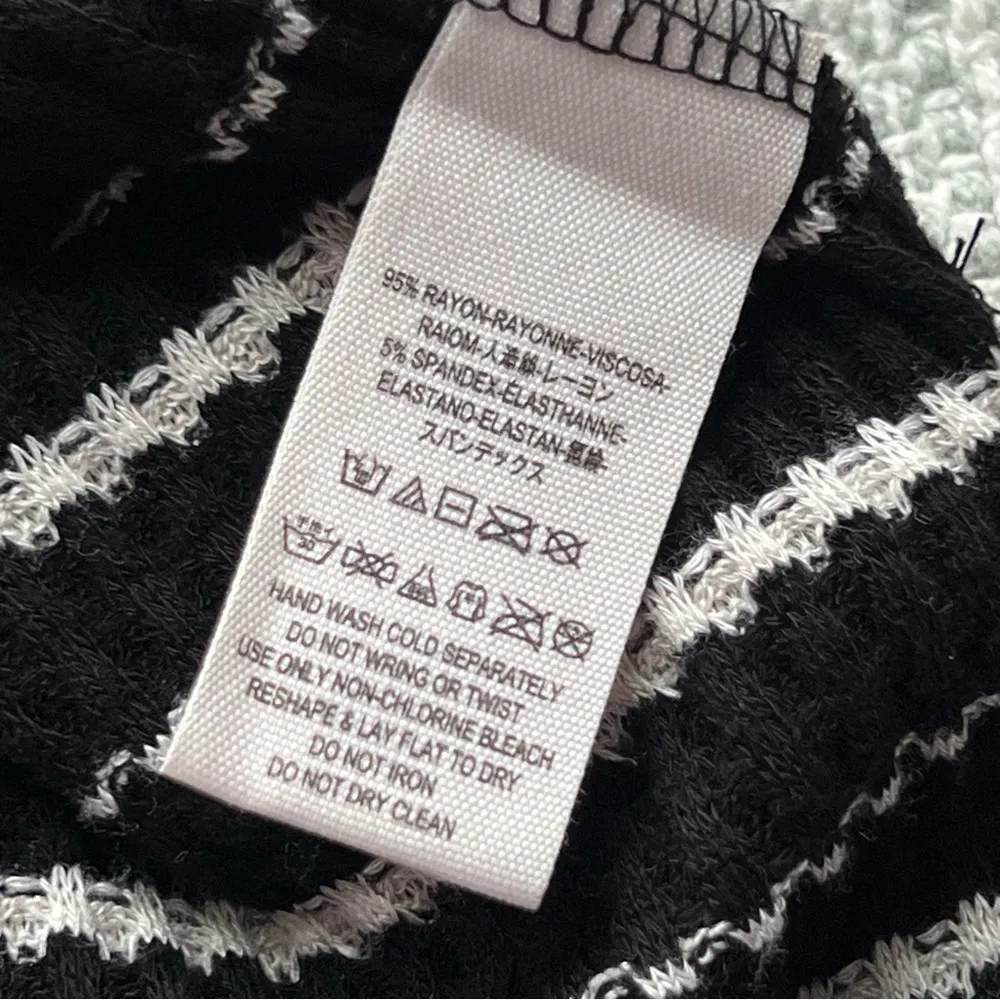 95% RAYON-RAYONNE-VISCOSA-
RAIOM-人造絲-レーヨン
5% SPANDEX-ELASTHANNE-
ELASTANO-ELASTAN-
スパンデックス
30
HAND WASH COLD SEPARATELY
DO NOT WRING OR TWIST
USE ONLY NON-CHLORINE BLEACH
RESHAPE & LAY FLAT TO DRY
DO NOT IRON
DO NOT DRY CLEAN